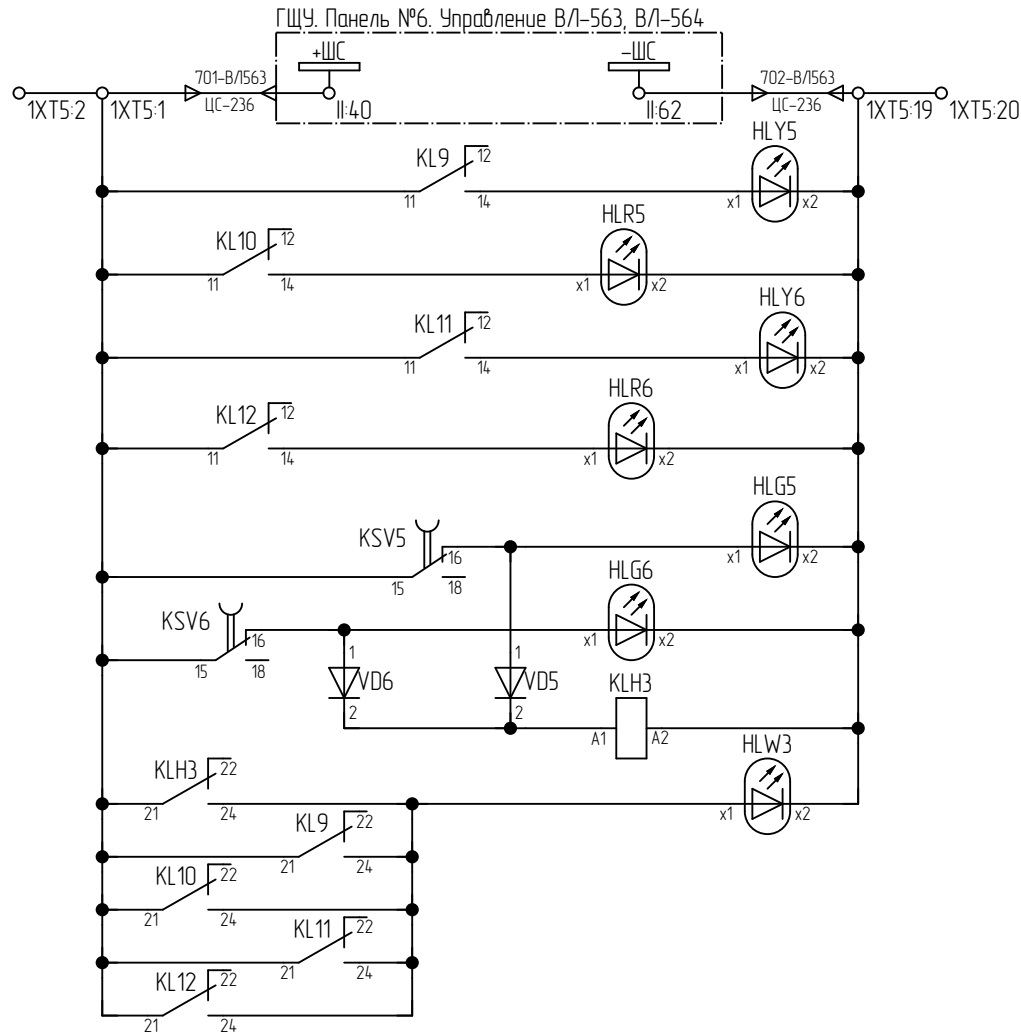 ГЩУ. Панель №6. Управление ВЛ-563, ВЛ-564
+ШС
-ШС
701-ВЛ563
702-ВЛ563
ЦС-236
ЦС-236
1XT5:2
1XT5:1
II:40
II:62
1XT5:19
1XT5:20
KL9
12
HLY5
11
14
x1
x2
KL10
12
HLR5
11
14
x1
x2
KL11
12
HLY6
11
14
x1
x2
KL12
12
HLR6
11
14
x1
x2
KSV5
16
HLG5
15
18
x1
x2
KSV6
16
HLG6
15
18
x1
x2
1
VD6
2
1
VD5
2
KLH3
A1
A2
KLH3
22
HLW3
21
24
x1
x2
KL9
22
21
24
KL10
22
21
24
KL11
22
21
24
KL12
22
21
24